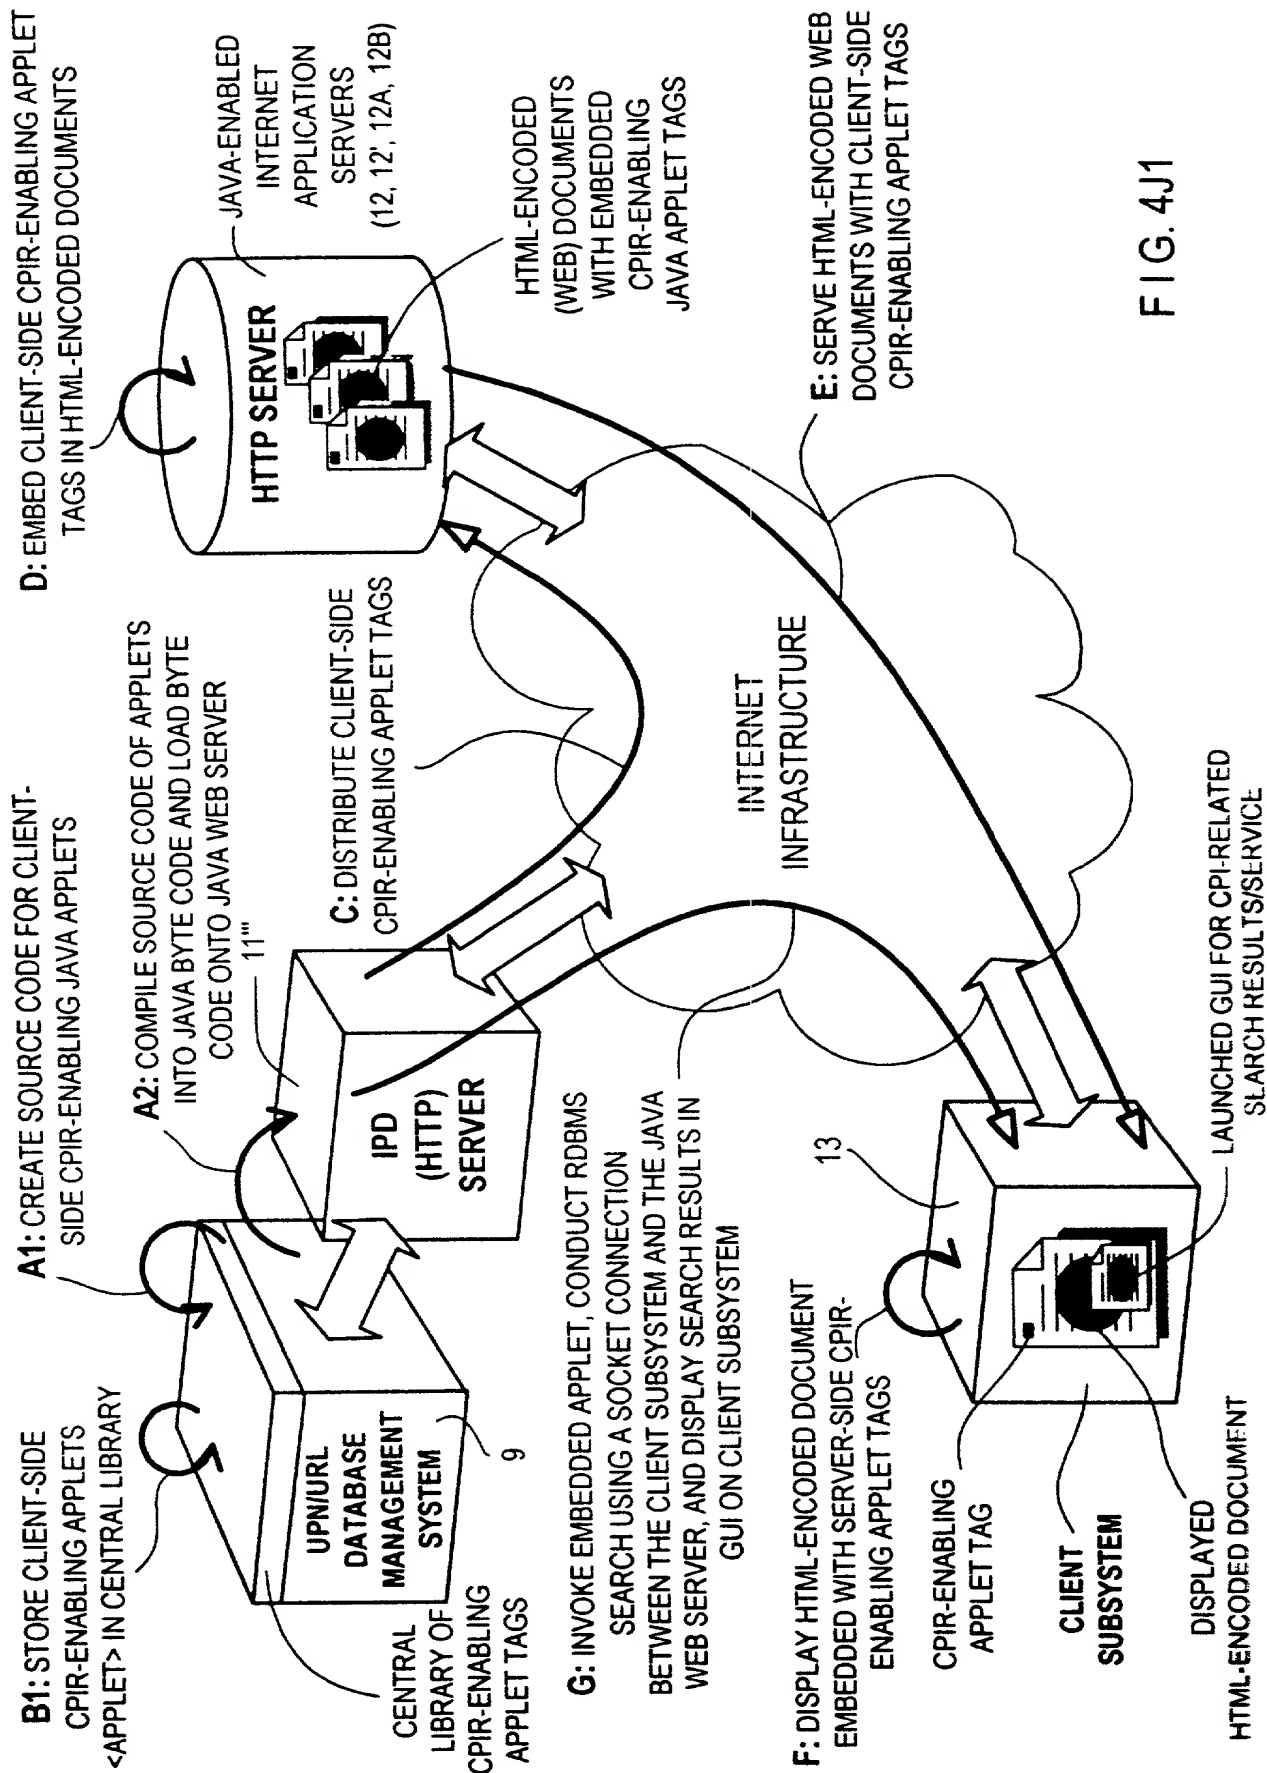 B1: STORE CLIENT-SIDE
CPIR-ENABLING APPLETS
<APPLET> IN CENTRAL LIBRARY
A1: CREATE SOURCE CODE FOR CLIENT-
SIDE CPIR-ENABLING JAVA APPLETS
A2: COMPILE SOURCE CODE OF APPLETS
INTO JAVA BYTE CODE AND LOAD BYTE
CODE ONTO JAVA WEB SERVER
11'''
D: EMBED CLIENT-SIDE CPIR-ENABLING APPLET
TAGS IN HTML-ENCODED DOCUMENTS
JAVA-ENABLED
INTERNET
APPLICATION
SERVERS
(12, 12', 12A, 12B)
HTTP SERVER
HTML-ENCODED
(WEB) DOCUMENTS
WITH EMBEDDED
CPIR-ENABLING
JAVA APPLET TAGS
C: DISTRIBUTE CLIENT-SIDE
CPIR-ENABLING APPLET TAGS
UPN/URL
DATABASE
MANAGEMENT
SYSTEM
9
IPD
(HTTP)
SERVER
CENTRAL
LIBRARY OF
CPIR-ENABLING
APPLET TAGS
G: INVOKE EMBEDDED APPLET, CONDUCT RDBMS
SEARCH USING A SOCKET CONNECTION
BETWEEN THE CLIENT SUBSYSTEM AND THE JAVA
WEB SERVER, AND DISPLAY SEARCH RESULTS IN
GUI ON CLIENT SUBSYSTEM
INTERNET
INFRASTRUCTURE
E: SERVE HTML-ENCODED WEB
DOCUMENTS WITH CLIENT-SIDE
CPIR-ENABLING APPLET TAGS
F: DISPLAY HTML-ENCODED DOCUMENT
EMBEDDED WITH SERVER-SIDE CPIR-
ENABLING APPLET TAGS
13
CPIR-ENABLING
APPLET TAG
CLIENT
SUBSYSTEM
DISPLAYED
HTML-ENCODED DOCUMENT
LAUNCHED GUI FOR CPI-RELATED
SEARCH RESULTS/SERVICE
FIG. 4J1